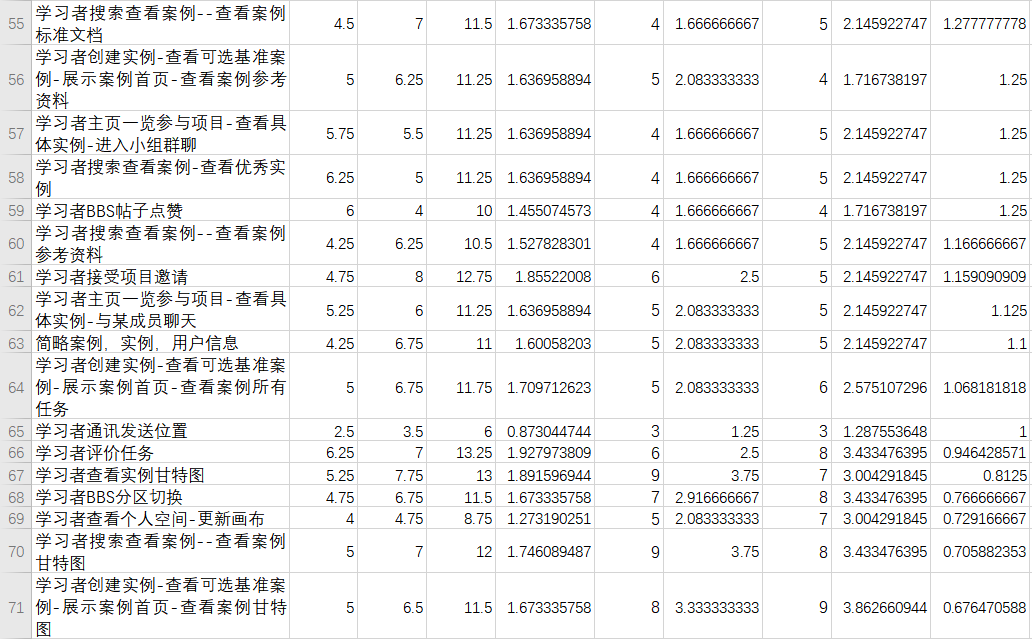 55 学习者搜索查看案例--查看案例 4.5 7 11.5 1.673335758 4 1.666666667 5 2.145922747 1.277777778
标准文档
学习者创建实例-查看可选基准案
56 例-展示案例首页-查看案例参考 5 6.25 11.25 1.636958894 5 2.083333333 4 1.716738197 1.25
资料
57 学习者主页一览参与项目-查看具 5.75 5.5 11.25 1.636958894 4 1.666666667 5 2.145922747 1.25
体实例-进入小组群聊
58 学习者搜索查看案例-查看优秀实 6.25 5 11.25 1.636958894 4 1.666666667 5 2.145922747 1.25
例
59 学习者BBS帖子点赞 6 4 10 1.455074573 4 1.666666667 4 1.716738197 1.25
60 学习者搜索查看案例--查看案例 4.25 6.25 10.5 1.527828301 4 1.666666667 5 2.145922747 1.166666667
参考资料
61 学习者接受项目邀请 4.75 8 12.75 1.85522008 6 2.5 5 2.145922747 1.159090909
62 学习者主页一览参与项目-查看具 5.25 6 11.25 1.636958894 5 2.083333333 5 2.145922747 1.125
体实例-与某成员聊天
63 简略案例，实例，用户信息 4.25 6.75 11 1.60058203 5 2.083333333 5 2.145922747 1.1
学习者创建实例-查看可选基准案
64 例-展示案例首页-查看案例所有 5 6.75 11.75 1.709712623 5 2.083333333 6 2.575107296 1.068181818
任务
65 学习者通讯发送位置 2.5 3.5 6 0.873044744 3 1.25 3 1.287553648 1
66 学习者评价任务 6.25 7 13.25 1.927973809 6 2.5 8 3.433476395 0.946428571
67 学习者查看实例甘特图 5.25 7.75 13 1.891596944 9 3.75 7 3.004291845 0.8125
68 学习者BBS分区切换 4.75 6.75 11.5 1.673335758 7 2.916666667 8 3.433476395 0.766666667
69 学习者查看个人空间-更新画布 4 4.75 8.75 1.273190251 5 2.083333333 7 3.004291845 0.729166667
70 学习者搜索查看案例--查看案例 5 7 12 1.746089487 9 3.75 8 3.433476395 0.705882353
甘特图
学习者创建实例-查看可选基准案
71 例-展示案例首页-查看案例甘特 5 6.5 11.5 1.673335758 8 3.333333333 9 3.862660944 0.676470588
图